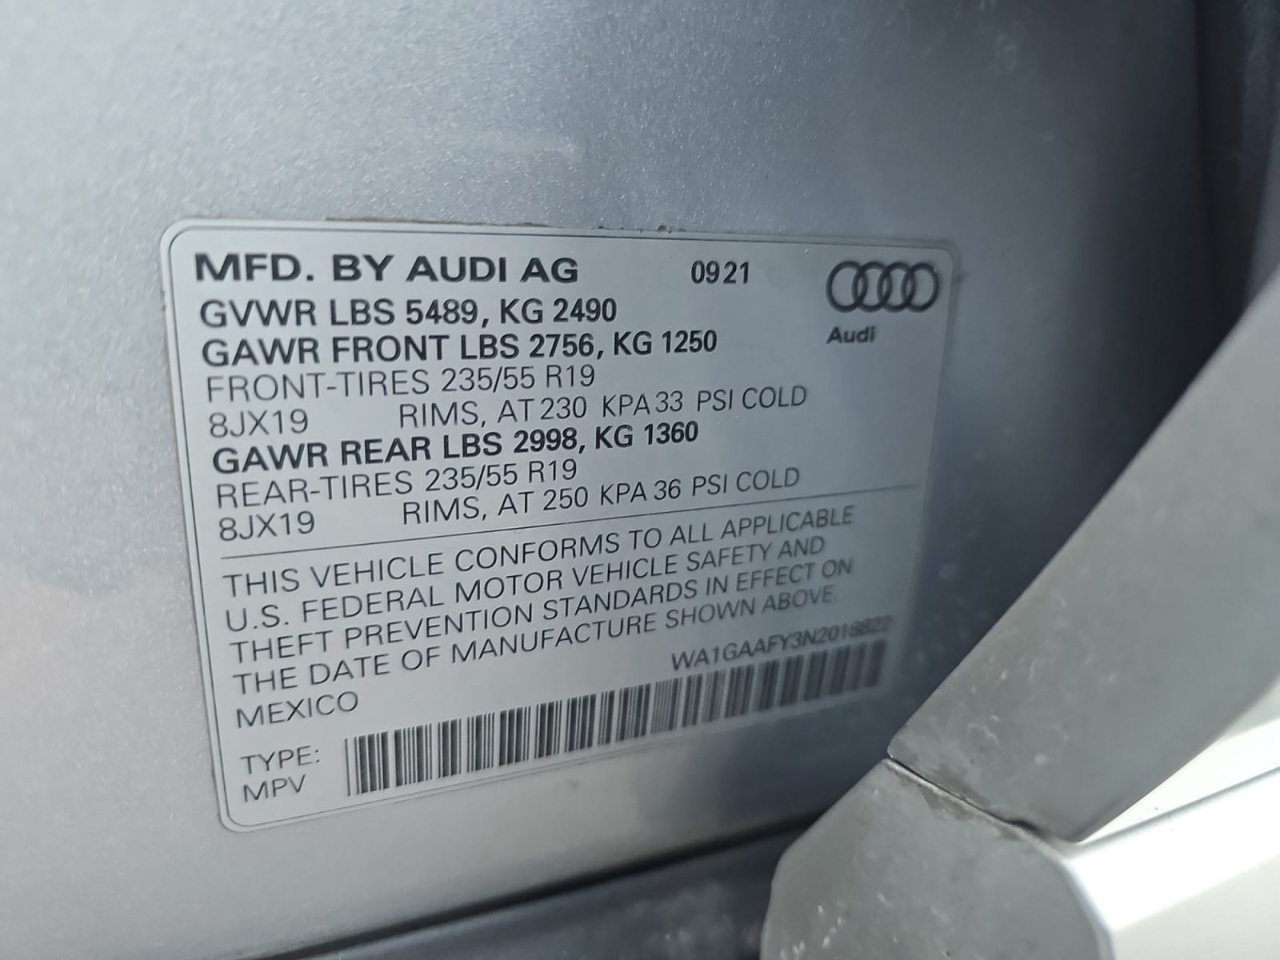 MFD. BY AUDI AG 09 21
GVWR LBS 5489, KG 2490
Audi
GAWR FRONT LBS 2756, KG 1250
FRONT-TIRES 235/55 R19
8JX19 RIMS, AT 230 KPA 33 PSI COLD
GAWR REAR LBS 2998, KG 1360
REAR-TIRES 235/55 R19
8JX19 RIMS, AT 250 KPA 36 PSI COLD
THIS VEHICLE CONFORMS TO ALL APPLICABLE
U.S. FEDERAL MOTOR VEHICLE SAFETY AND
THEFT PREVENTION STANDARDS IN EFFECT ON
THE DATE OF MANUFACTURE SHOWN ABOVE.
MEXICO
TYPE:
MPV